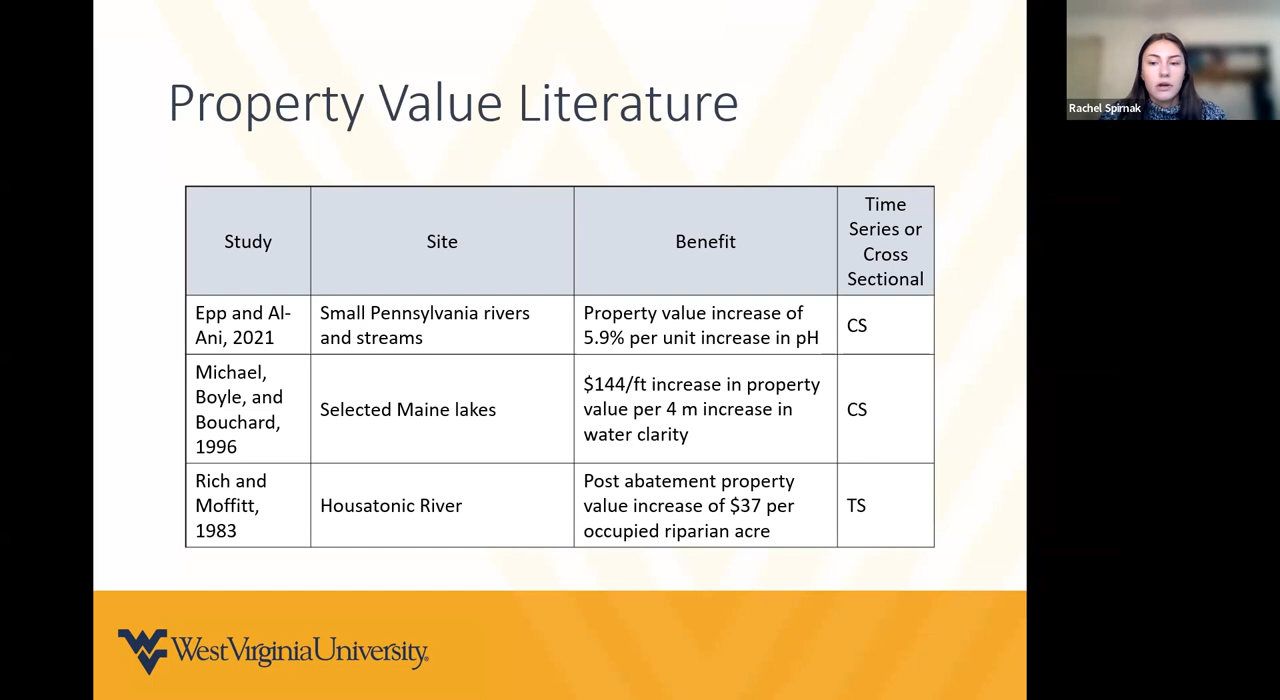 Property Value Literature
Rachel Spirnak
Study
Site
Benefit
Time
Series or
Cross
Sectional
Epp and Al-
Ani, 2021
Small Pennsylvania rivers
and streams
Property value increase of
5.9% per unit increase in pH
CS
Michael,
Boyle, and
Bouchard,
1996
Selected Maine lakes
$144/ft increase in property
value per 4 m increase in
water clarity
CS
Rich and
Moffitt,
1983
Housatonic River
Post abatement property
value increase of $37 per
occupied riparian acre
TS
WestVirginiaUniversity.